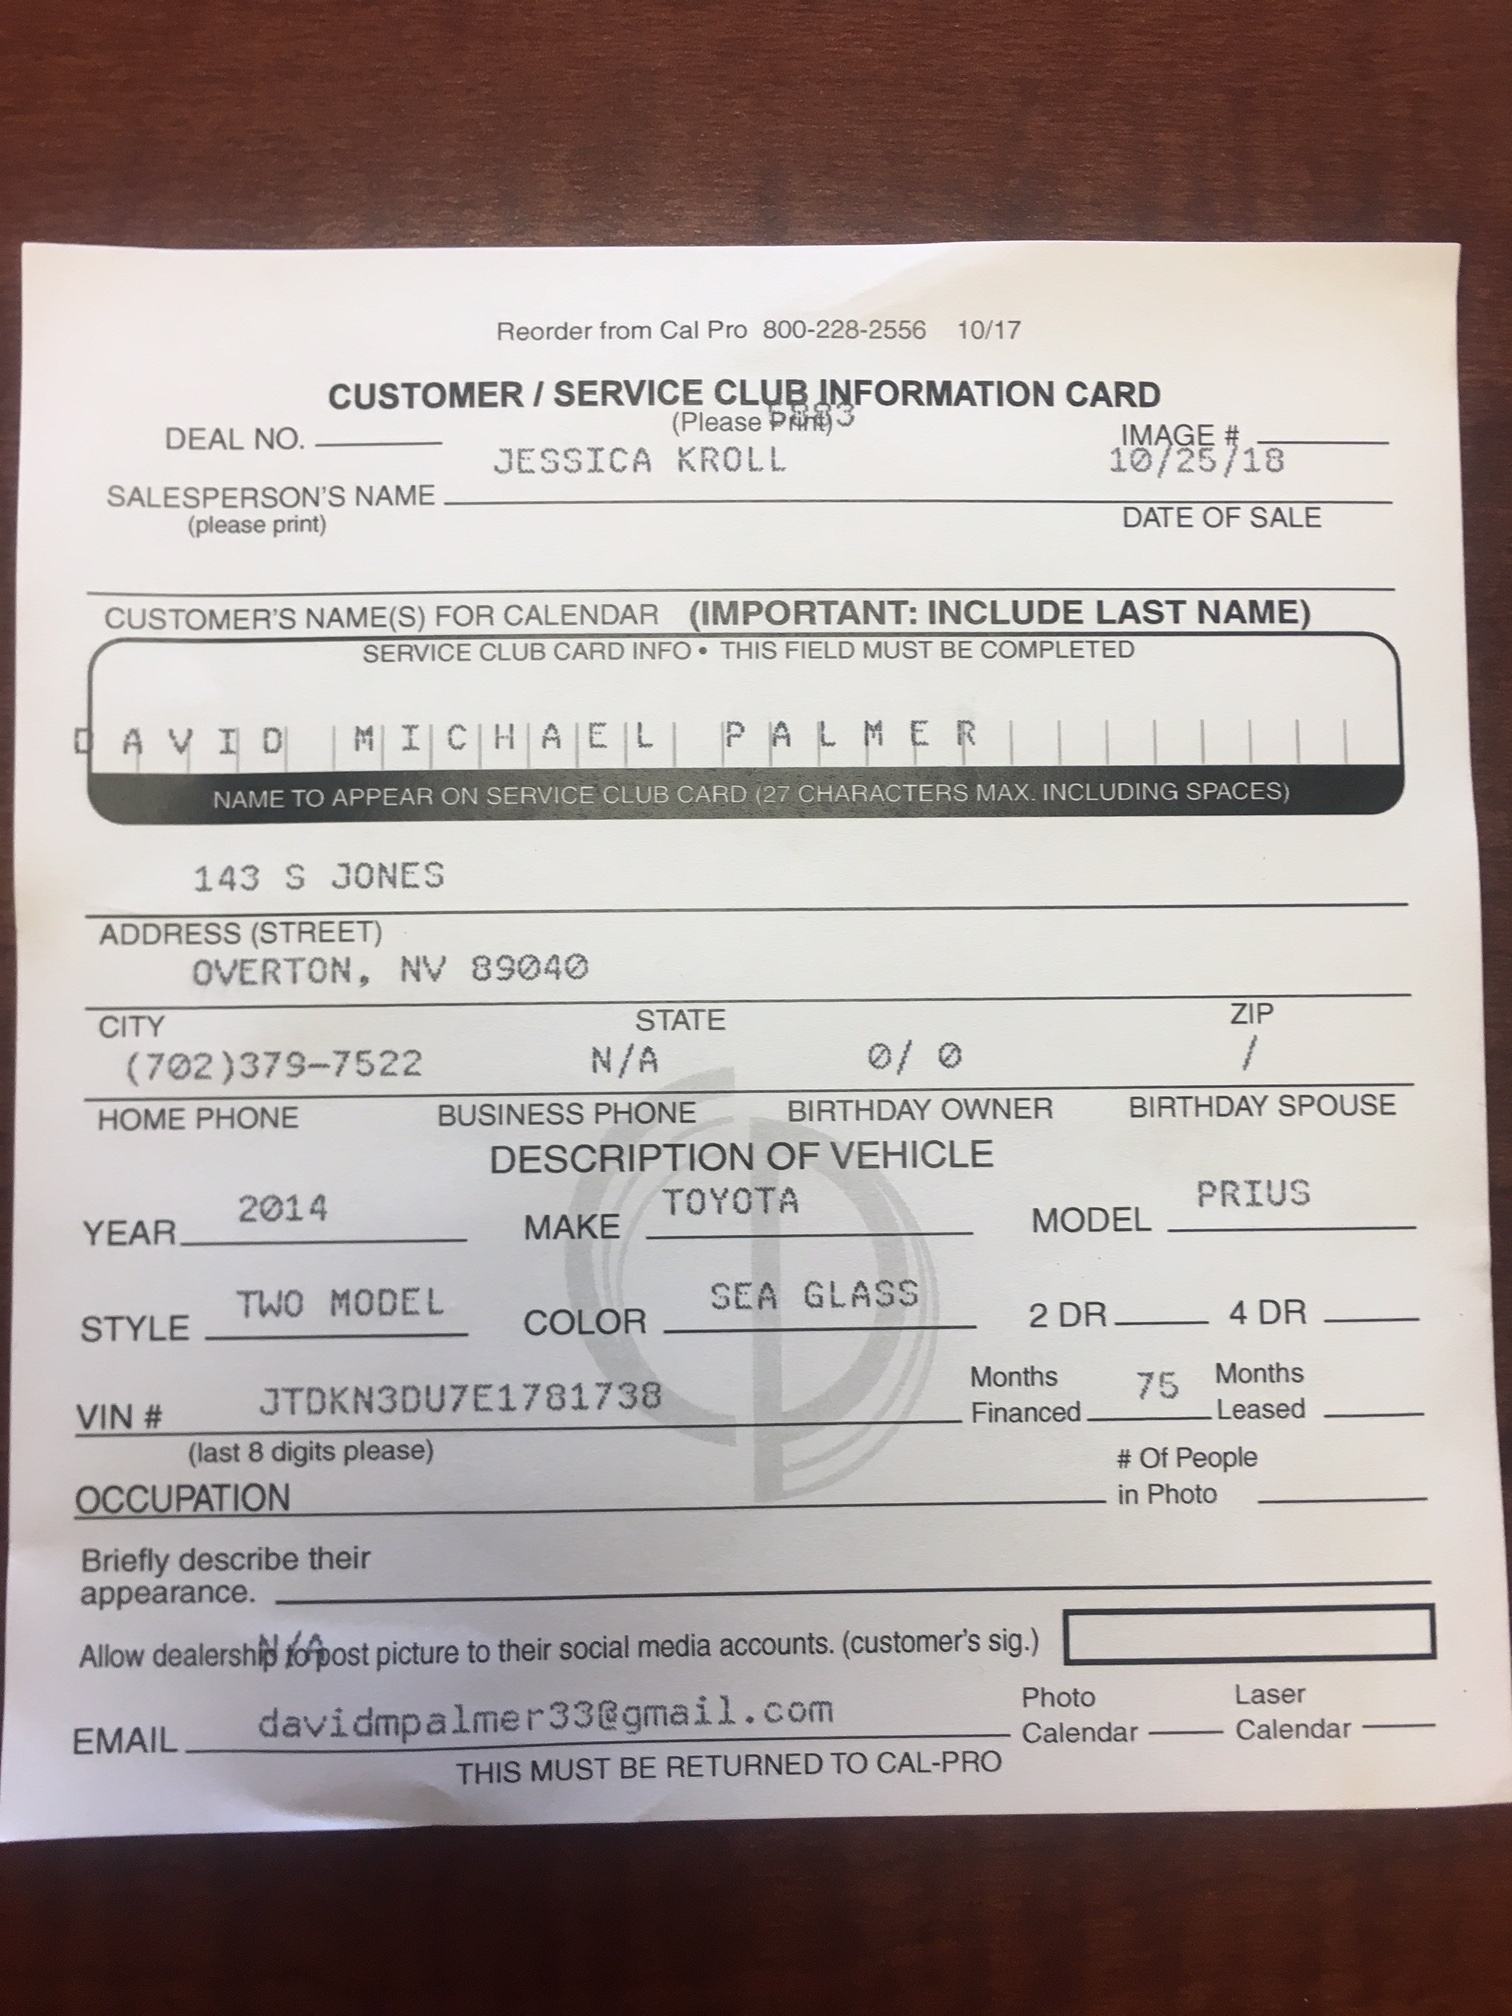 Reorder from Cal Pro 800-228-2556 10/17
CUSTOMER / SERVICE CLUB INFORMATION CARD
(Please Print)
DEAL NO. IMAGE #
JESSICA KROLL 10/25/18
SALESPERSON'S NAME
(please print) DATE OF SALE
CUSTOMER'S NAME(S) FOR CALENDAR (IMPORTANT: INCLUDE LAST NAME)
SERVICE CLUB CARD INFO • THIS FIELD MUST BE COMPLETED
DAVID MICHAEL PALMER
NAME TO APPEAR ON SERVICE CLUB CARD (27 CHARACTERS MAX. INCLUDING SPACES)
143 S JONES
ADDRESS (STREET)
OVERTON, NV 89040
CITY STATE ZIP
(702)379-7522 N/A 0/ 0 /
HOME PHONE BUSINESS PHONE BIRTHDAY OWNER BIRTHDAY SPOUSE
DESCRIPTION OF VEHICLE
YEAR 2014 MAKE TOYOTA MODEL PRIUS
STYLE TWO MODEL COLOR SEA GLASS 2 DR 4 DR
VIN # JTDKN3DU7E1781738 Months Financed 75 Months Leased
(last 8 digits please)
OCCUPATION # Of People in Photo
Briefly describe their
appearance.
N/A
Allow dealership to post picture to their social media accounts. (customer's sig.)
EMAIL davidmpalmer33@gmail.com Photo Calendar Laser Calendar
THIS MUST BE RETURNED TO CAL-PRO